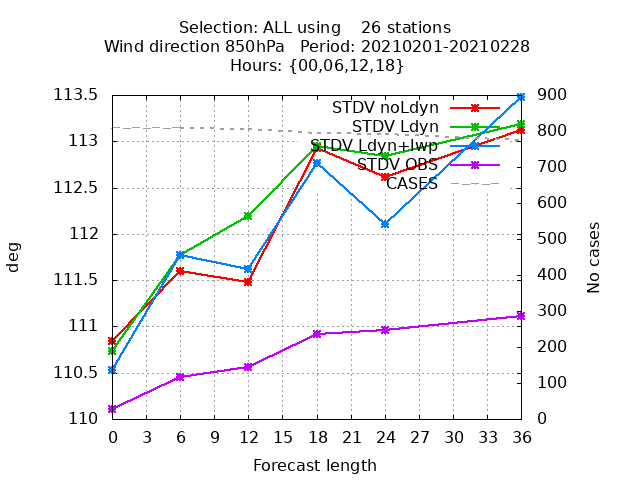 Selection: ALL using    26 stations
Wind direction 850hPa   Period: 20210201-20210228
Hours: {00,06,12,18}
STDV noLdyn
STDV Ldyn
STDV Ldyn+lwp
STDV OBS
CASES
deg
113.5
113
112.5
112
111.5
111
110.5
110
900
800
700
600
500
400
300
200
100
0
No cases
0 3 6 9 12 15 18 21 24 27 30 33 36
Forecast length